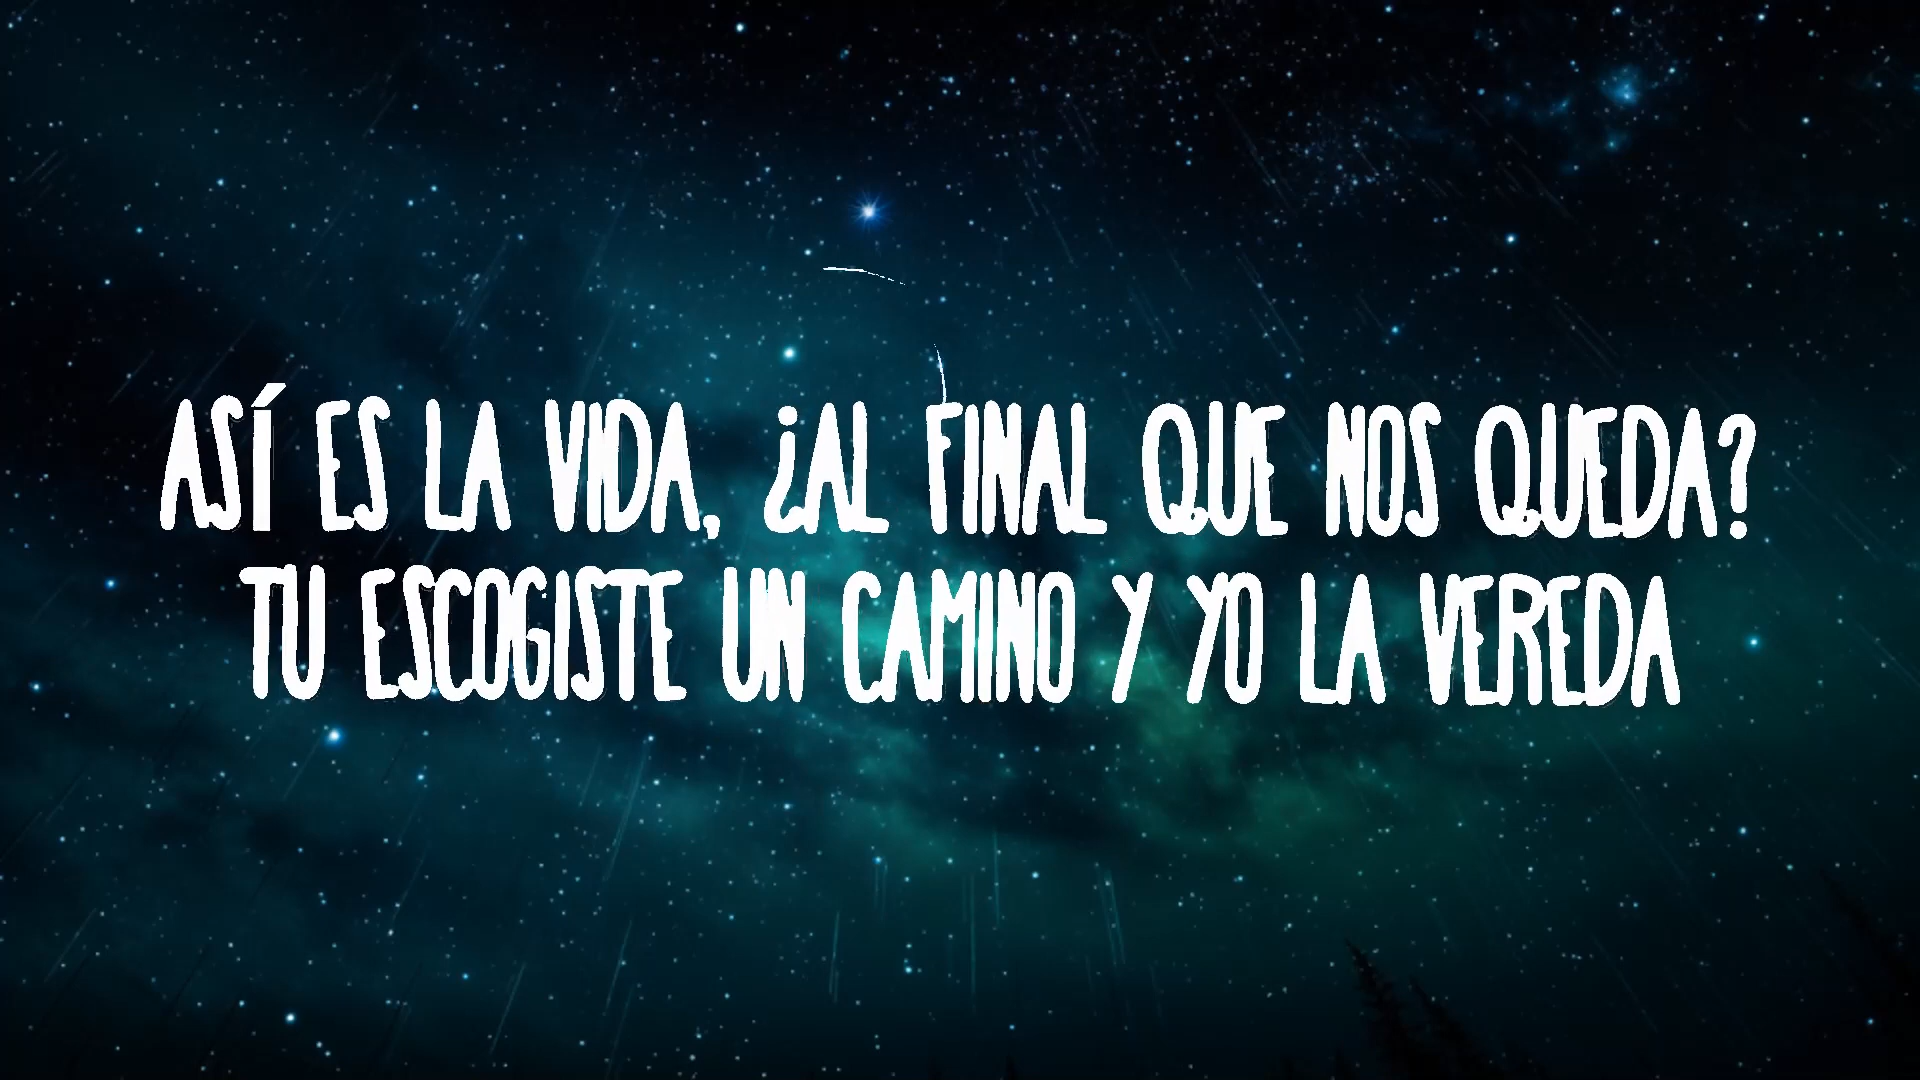 ASÍ ES LA VIDA, ¿AL FINAL QUE NOS QUEDA?
TU ESCOGISTE UN CAMINO Y YO LA VEREDA